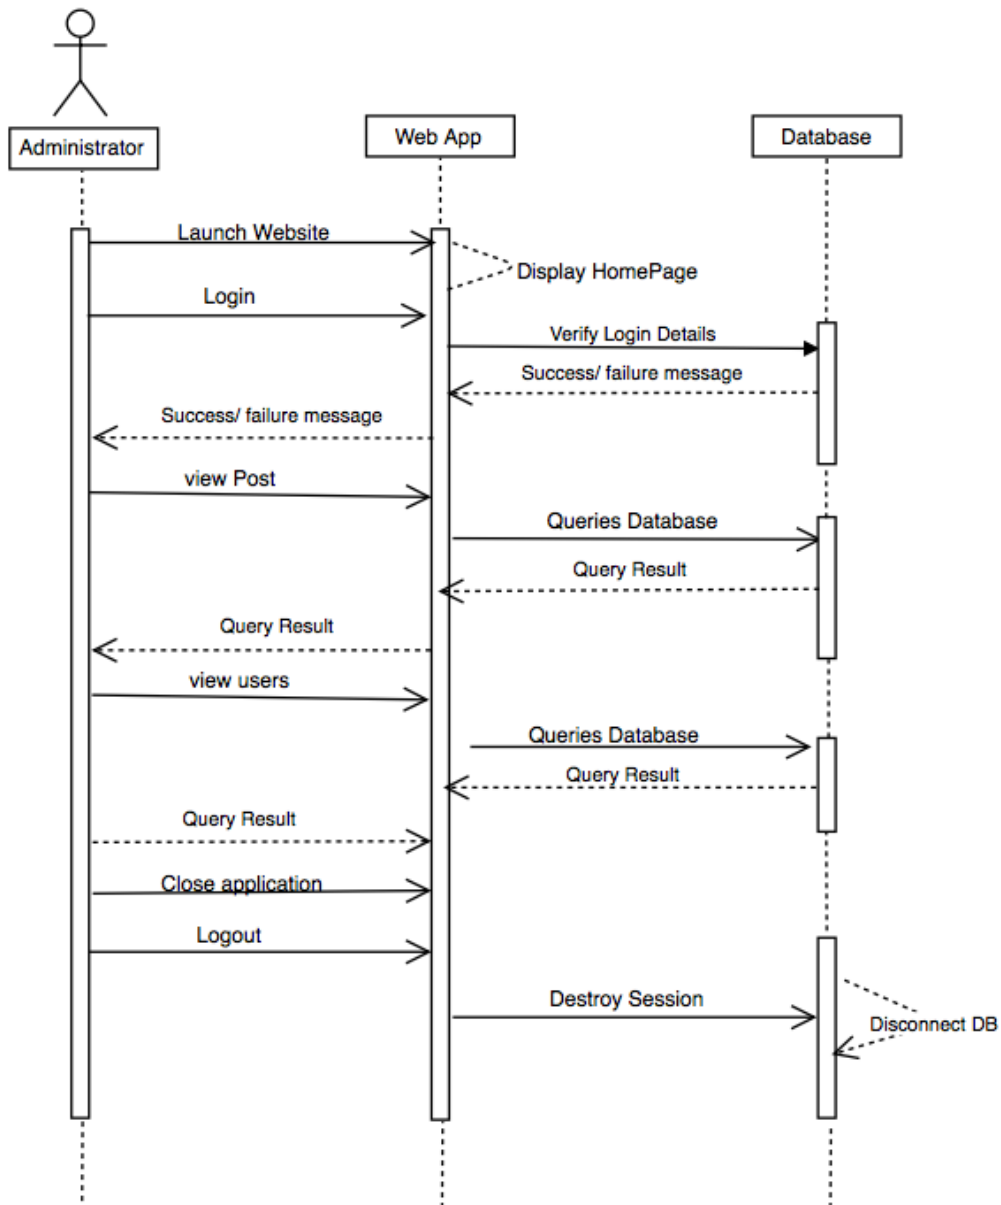 Administrator
Web App
Database
Launch Website
Display HomePage
Login
Verify Login Details
Success/ failure message
Success/ failure message
view Post
Queries Database
Query Result
Query Result
view users
Queries Database
Query Result
Query Result
Close application
Logout
Destroy Session
Disconnect DB